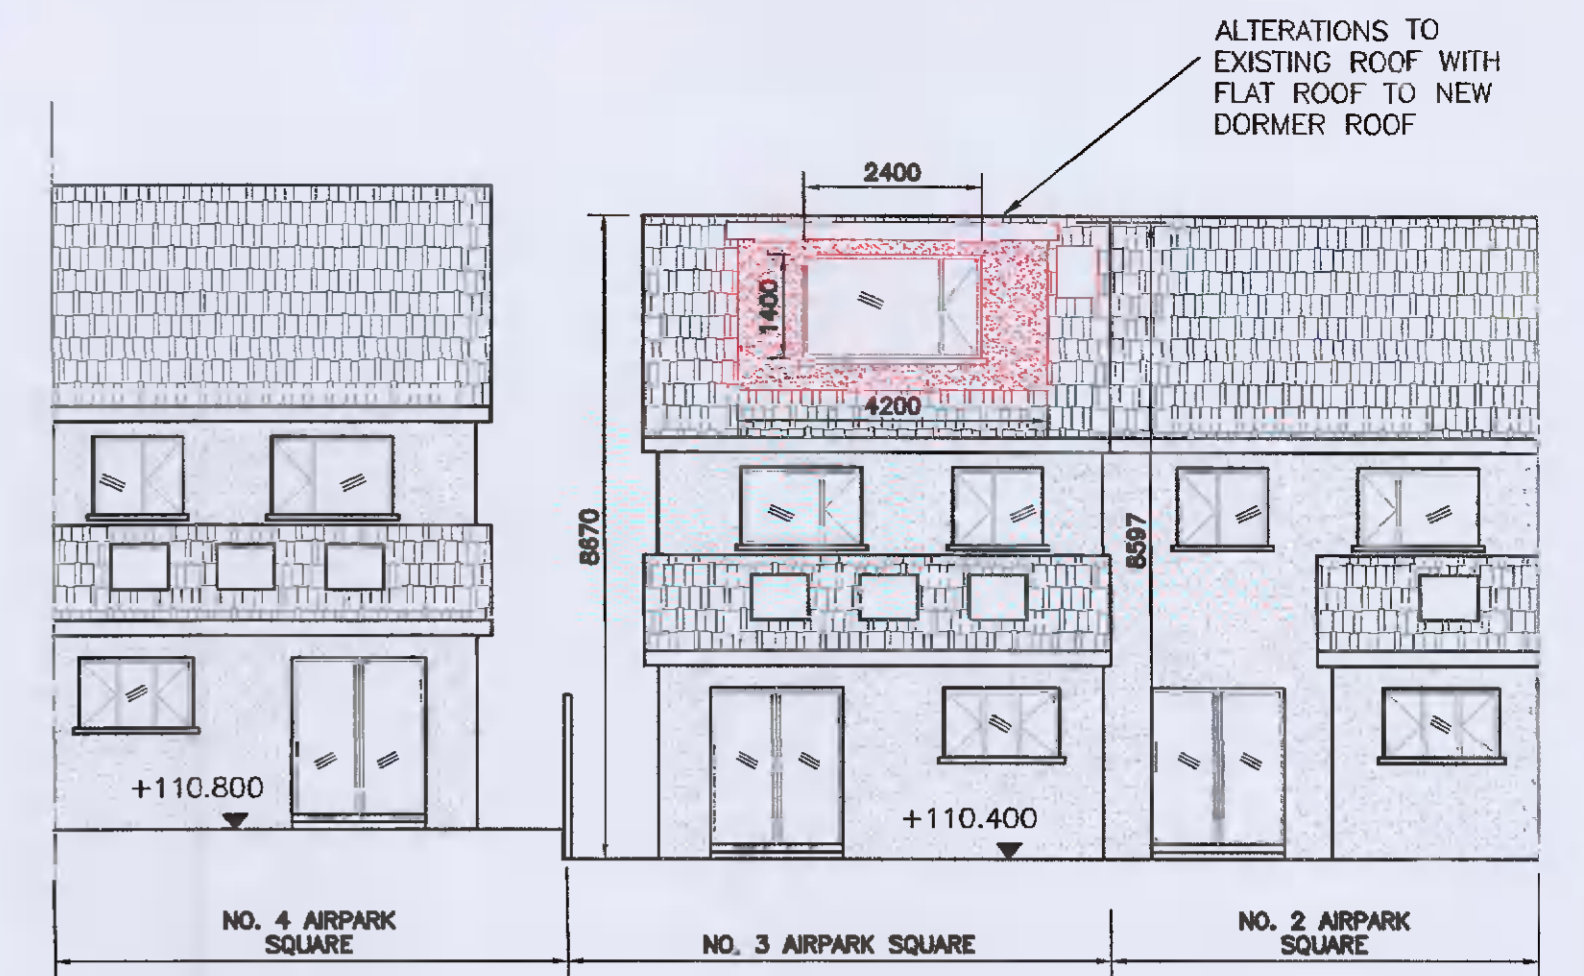 ALTERATIONS TO
EXISTING ROOF WITH
FLAT ROOF TO NEW
DORMER ROOF
2400
1400
4200
8870
8597
+110.800
+110.400
NO. 4 AIRPARK
SQUARE
NO. 3 AIRPARK SQUARE
NO. 2 AIRPARK
SQUARE